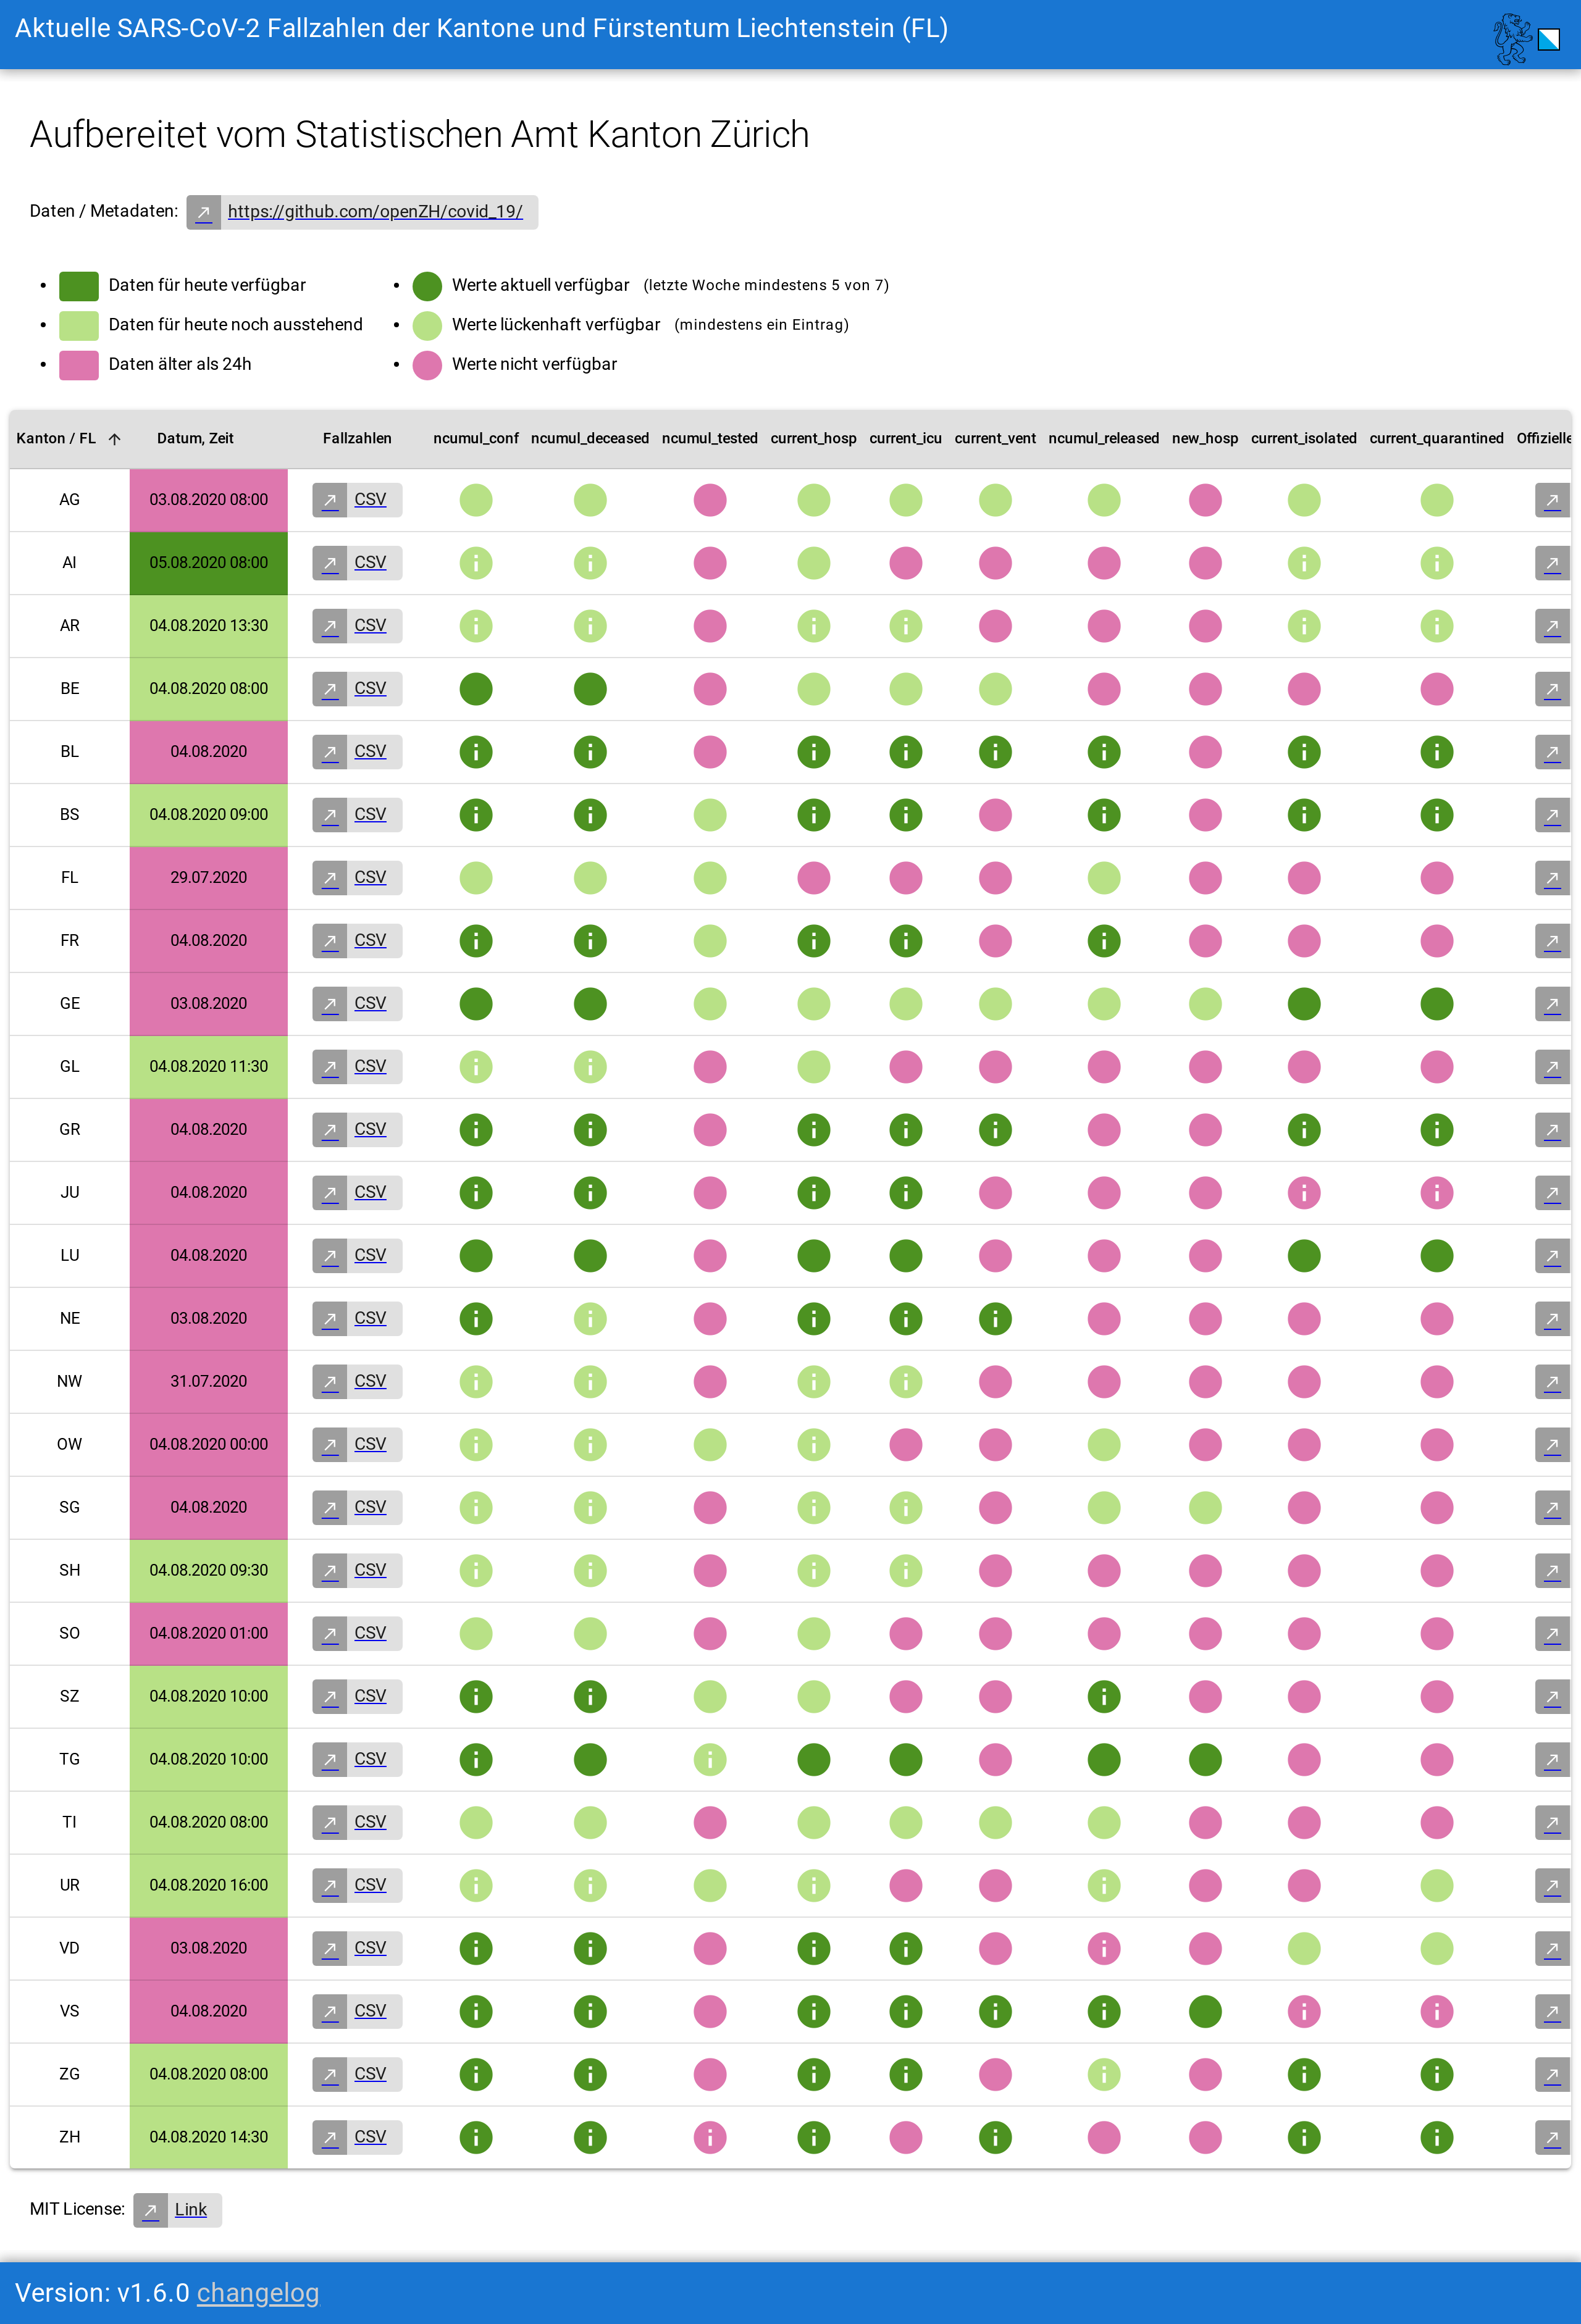 Aktuelle SARS-CoV-2 Fallzahlen der Kantone und Fürstentum Liechtenstein (FL)
Aufbereitet vom Statistischen Amt Kanton Zürich
Daten / Metadaten: https://github.com/openZH/covid_19/
Daten für heute verfügbar
Daten für heute noch ausstehend
Daten älter als 24h
Werte aktuell verfügbar (letzte Woche mindestens 5 von 7)
Werte lückenhaft verfügbar (mindestens ein Eintrag)
Werte nicht verfügbar
Kanton / FL Datum, Zeit Fallzahlen ncumul_conf ncumul_deceased ncumul_tested current_hosp current_icu current_vent ncumul_released new_hosp current_isolated current_quarantined Offizielle
AG 03.08.2020 08:00 CSV
AI 05.08.2020 08:00 CSV
AR 04.08.2020 13:30 CSV
BE 04.08.2020 08:00 CSV
BL 04.08.2020 CSV
BS 04.08.2020 09:00 CSV
FL 29.07.2020 CSV
FR 04.08.2020 CSV
GE 03.08.2020 CSV
GL 04.08.2020 11:30 CSV
GR 04.08.2020 CSV
JU 04.08.2020 CSV
LU 04.08.2020 CSV
NE 03.08.2020 CSV
NW 31.07.2020 CSV
OW 04.08.2020 00:00 CSV
SG 04.08.2020 CSV
SH 04.08.2020 09:30 CSV
SO 04.08.2020 01:00 CSV
SZ 04.08.2020 10:00 CSV
TG 04.08.2020 10:00 CSV
TI 04.08.2020 08:00 CSV
UR 04.08.2020 16:00 CSV
VD 03.08.2020 CSV
VS 04.08.2020 CSV
ZG 04.08.2020 08:00 CSV
ZH 04.08.2020 14:30 CSV
MIT License: Link
Version: v1.6.0 changelog